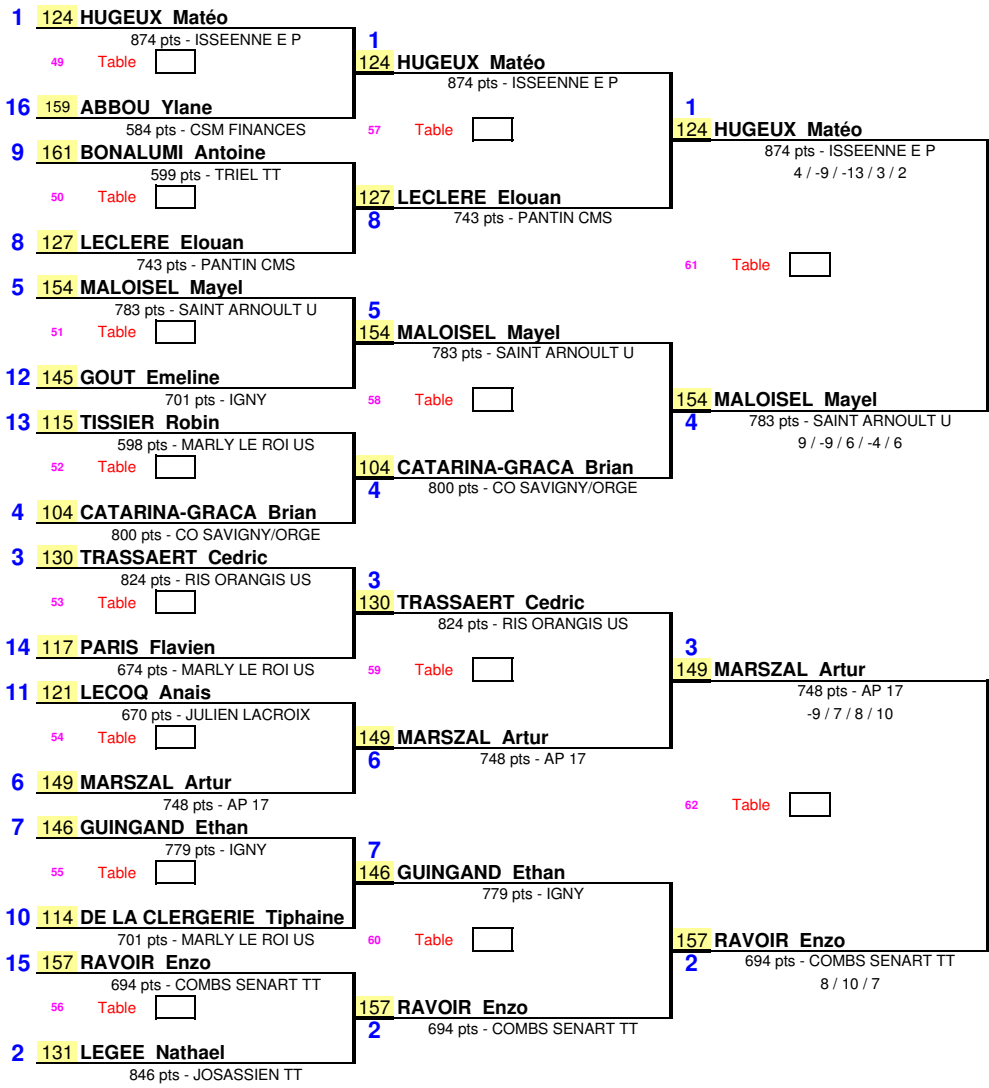 1 124 HUGEUX Matéo
874 pts - ISSEENNE E P
49 Table
16 159 ABBOU Ylane
584 pts - CSM FINANCES
9 161 BONALUMI Antoine
599 pts - TRIEL TT
50 Table
8 127 LECLERE Elouan
743 pts - PANTIN CMS
5 154 MALOISEL Mayel
783 pts - SAINT ARNOULT U
51 Table
12 145 GOUT Emeline
701 pts - IGNY
13 115 TISSIER Robin
598 pts - MARLY LE ROI US
52 Table
4 104 CATARINA-GRACA Brian
800 pts - CO SAVIGNY/ORGE
3 130 TRASSAERT Cedric
824 pts - RIS ORANGIS US
53 Table
14 117 PARIS Flavien
674 pts - MARLY LE ROI US
11 121 LECOQ Anais
670 pts - JULIEN LACROIX
54 Table
6 149 MARSZAL Artur
748 pts - AP 17
7 146 GUINGAND Ethan
779 pts - IGNY
55 Table
10 114 DE LA CLERGERIE Tiphaine
701 pts - MARLY LE ROI US
15 157 RAVOIR Enzo
694 pts - COMBS SENART TT
56 Table
2 131 LEGEE Nathael
846 pts - JOSASSIEN TT
1
124 HUGEUX Matéo
874 pts - ISSEENNE E P
57 Table
127 LECLERE Elouan
8
743 pts - PANTIN CMS
5
154 MALOISEL Mayel
783 pts - SAINT ARNOULT U
58 Table
104 CATARINA-GRACA Brian
4
800 pts - CO SAVIGNY/ORGE
3
130 TRASSAERT Cedric
824 pts - RIS ORANGIS US
59 Table
149 MARSZAL Artur
6
748 pts - AP 17
7
146 GUINGAND Ethan
779 pts - IGNY
60 Table
157 RAVOIR Enzo
2
694 pts - COMBS SENART TT
1
124 HUGEUX Matéo
874 pts - ISSEENNE E P
4 / -9 / -13 / 3 / 2
61 Table
154 MALOISEL Mayel
4
783 pts - SAINT ARNOULT U
9 / -9 / 6 / -4 / 6
3
149 MARSZAL Artur
748 pts - AP 17
-9 / 7 / 8 / 10
62 Table
157 RAVOIR Enzo
2
694 pts - COMBS SENART TT
8 / 10 / 7